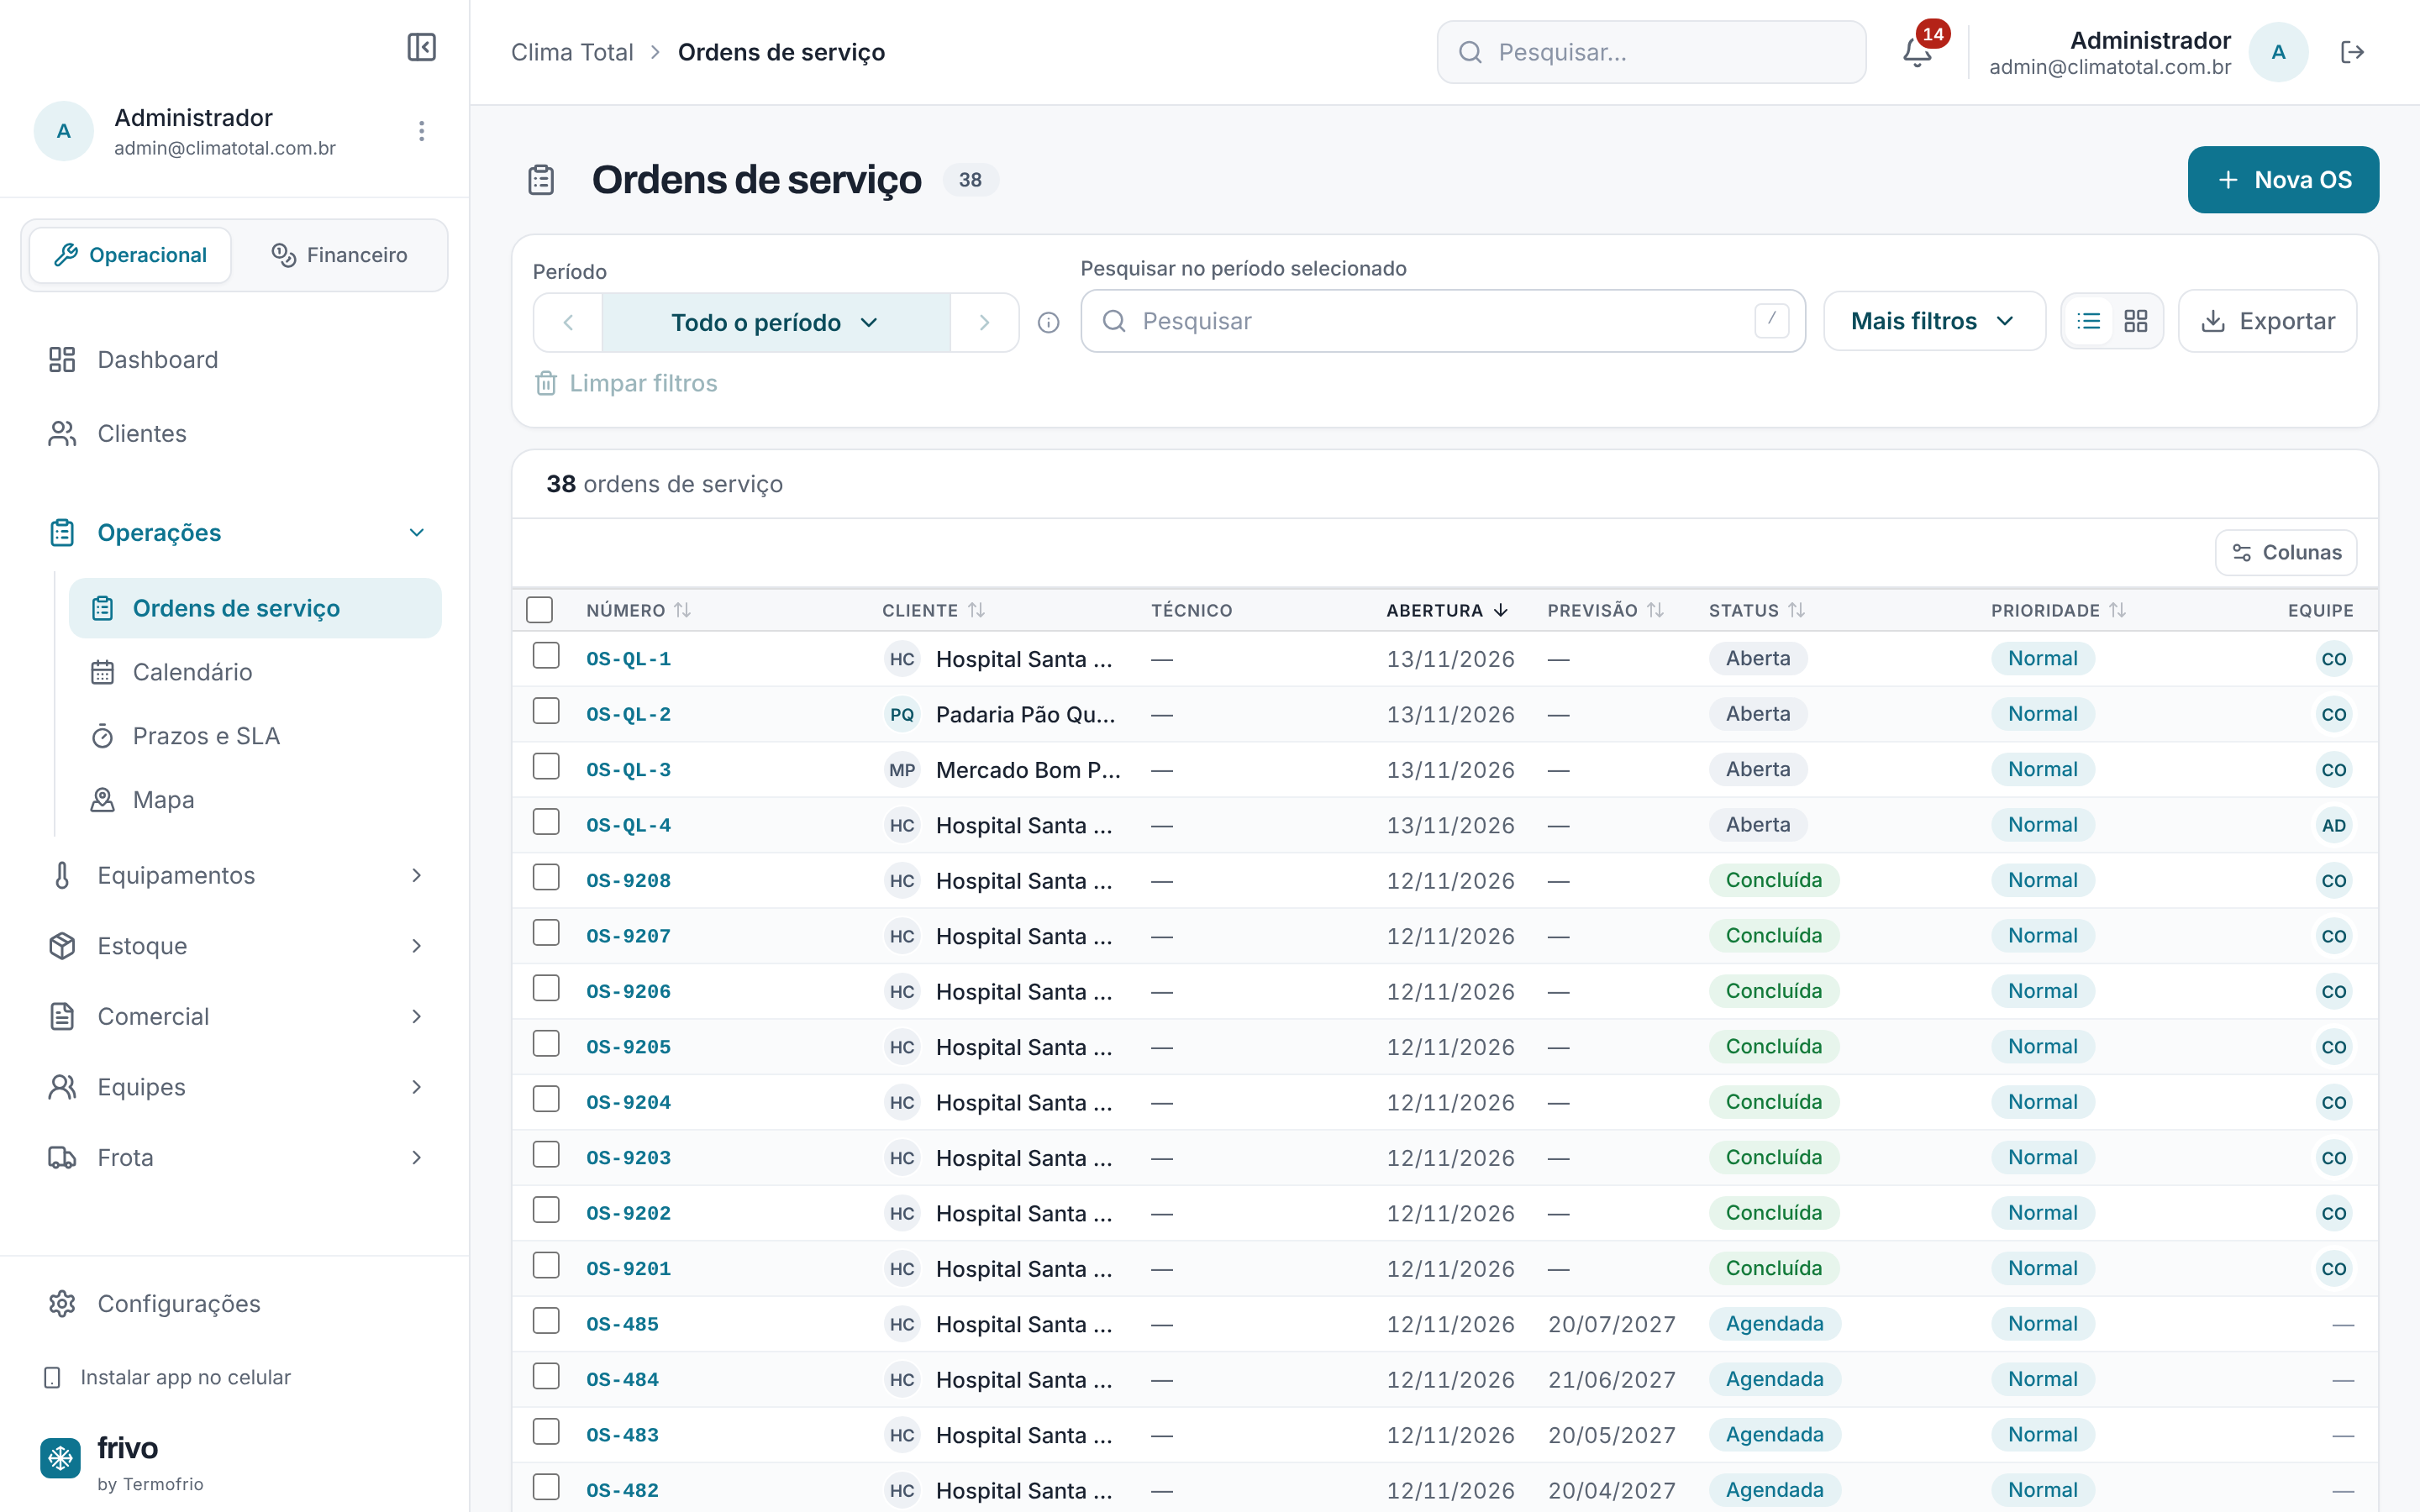 Administrador
admin@climatotal.com.br
A
Operacional
Financeiro
Dashboard
Clientes
Operações
Ordens de serviço
Calendário
Prazos e SLA
Mapa
Equipamentos
Estoque
Comercial
Equipes
Frota
Configurações
Instalar app no celular
frivo
by Termofrio
Clima Total > Ordens de serviço
Pesquisar...
14
Administrador
admin@climatotal.com.br
A
Ordens de serviço 38
+ Nova OS
Período
Todo o período
Pesquisar no período selecionado
Pesquisar /
Mais filtros
Exportar
Limpar filtros
38 ordens de serviço
Colunas
NÚMERO CLIENTE TÉCNICO ABERTURA PREVISÃO STATUS PRIORIDADE EQUIPE
OS-QL-1 HC Hospital Santa ... — 13/11/2026 — Aberta Normal CO
OS-QL-2 PQ Padaria Pão Qu... — 13/11/2026 — Aberta Normal CO
OS-QL-3 MP Mercado Bom P... — 13/11/2026 — Aberta Normal CO
OS-QL-4 HC Hospital Santa ... — 13/11/2026 — Aberta Normal AD
OS-9208 HC Hospital Santa ... — 12/11/2026 — Concluída Normal CO
OS-9207 HC Hospital Santa ... — 12/11/2026 — Concluída Normal CO
OS-9206 HC Hospital Santa ... — 12/11/2026 — Concluída Normal CO
OS-9205 HC Hospital Santa ... — 12/11/2026 — Concluída Normal CO
OS-9204 HC Hospital Santa ... — 12/11/2026 — Concluída Normal CO
OS-9203 HC Hospital Santa ... — 12/11/2026 — Concluída Normal CO
OS-9202 HC Hospital Santa ... — 12/11/2026 — Concluída Normal CO
OS-9201 HC Hospital Santa ... — 12/11/2026 — Concluída Normal CO
OS-485 HC Hospital Santa ... — 12/11/2026 20/07/2027 Agendada Normal —
OS-484 HC Hospital Santa ... — 12/11/2026 21/06/2027 Agendada Normal —
OS-483 HC Hospital Santa ... — 12/11/2026 20/05/2027 Agendada Normal —
OS-482 HC Hospital Santa ... — 12/11/2026 20/04/2027 Agendada Normal —